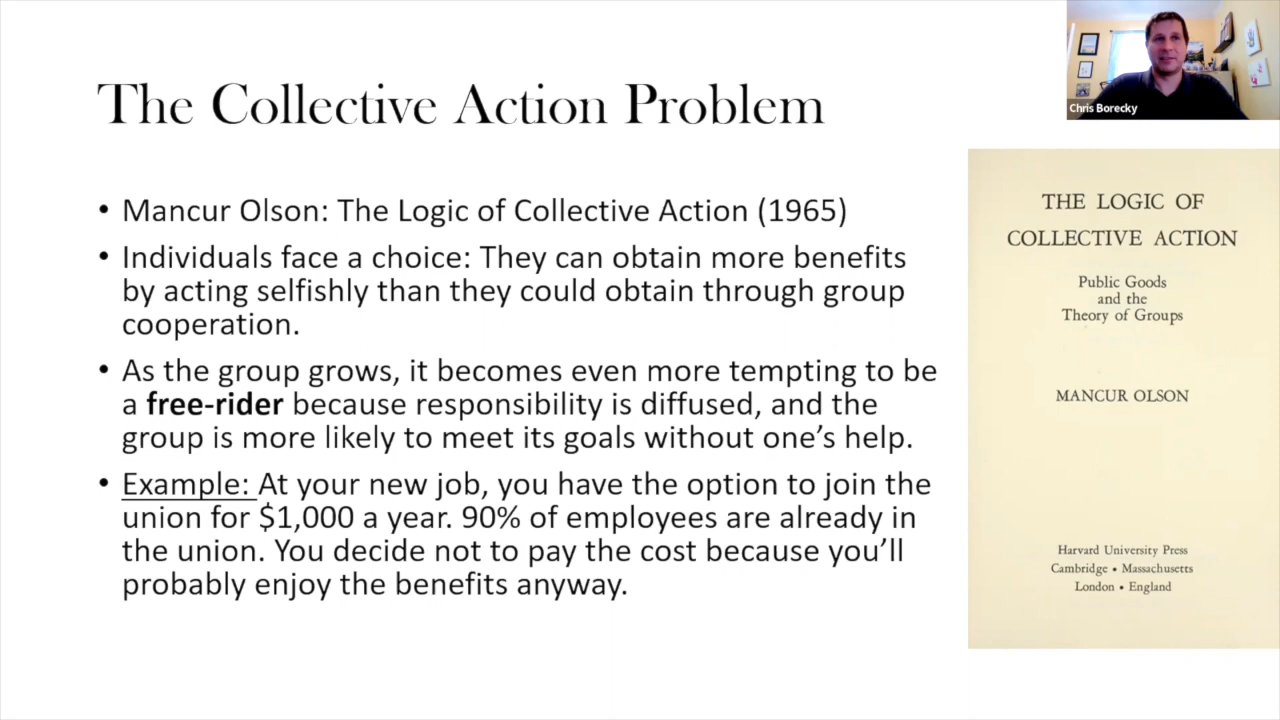 The Collective Action Problem
Chris Borecky
• Mancur Olson: The Logic of Collective Action (1965)
• Individuals face a choice: They can obtain more benefits
by acting selfishly than they could obtain through group
cooperation.
• As the group grows, it becomes even more tempting to be
a free-rider because responsibility is diffused, and the
group is more likely to meet its goals without one’s help.
• Example: At your new job, you have the option to join the
union for $1,000 a year. 90% of employees are already in
the union. You decide not to pay the cost because you’ll
probably enjoy the benefits anyway.
THE LOGIC OF
COLLECTIVE ACTION
Public Goods
and the
Theory of Groups
MANCUR OLSON
Harvard University Press
Cambridge • Massachusetts
London • England